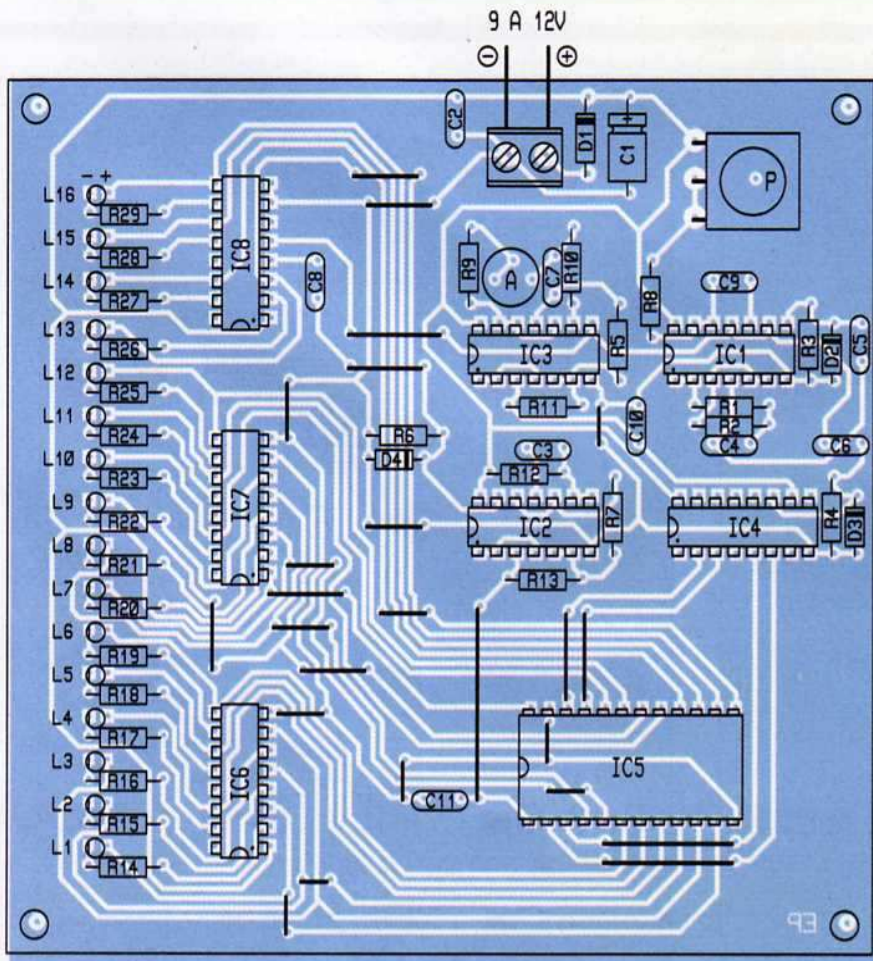 9 A 12V
⊖ ⊕
C2
D1
C1
P
- +
L16
R29
L15
R28
L14
R27
L13
R26
L12
R25
L11
R24
L10
R23
L9
R22
L8
R21
L7
R20
L6
R19
L5
R18
L4
R17
L3
R16
L2
R15
L1
R14
IC8
C8
IC7
IC6
R9
A
C7
R10
R8
C9
IC3
R5
IC1
R3
D2
C5
R11
C10
R1
R2
C4
C6
R6
D4
C3
R12
IC2
R7
IC4
R4
D3
R13
IC5
C11
EP